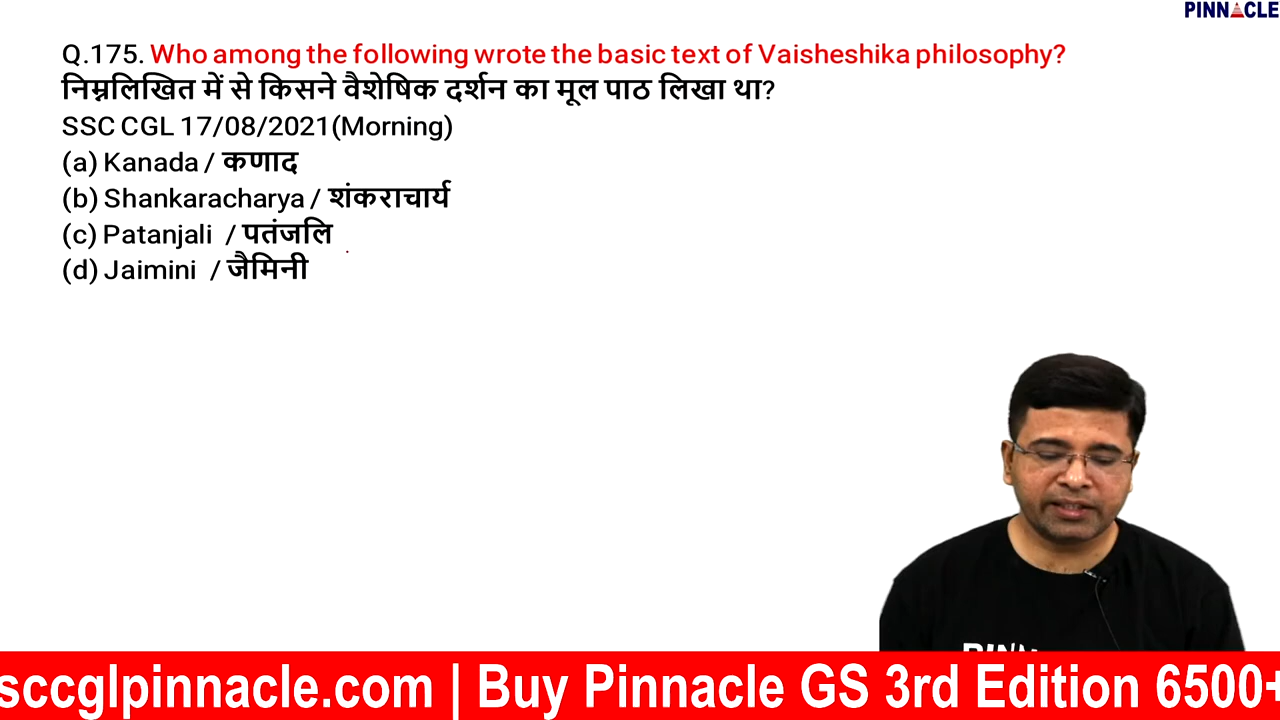 PINNACLE
Q.175. Who among the following wrote the basic text of Vaisheshika philosophy?
निम्नलिखित में से किसने वैशेषिक दर्शन का मूल पाठ लिखा था?
SSC CGL 17/08/2021(Morning)
(a) Kanada / कणाद
(b) Shankaracharya / शंकराचार्य
(c) Patanjali / पतंजलि
(d) Jaimini / जैमिनी
sccglpinnacle.com | Buy Pinnacle GS 3rd Edition 6500+